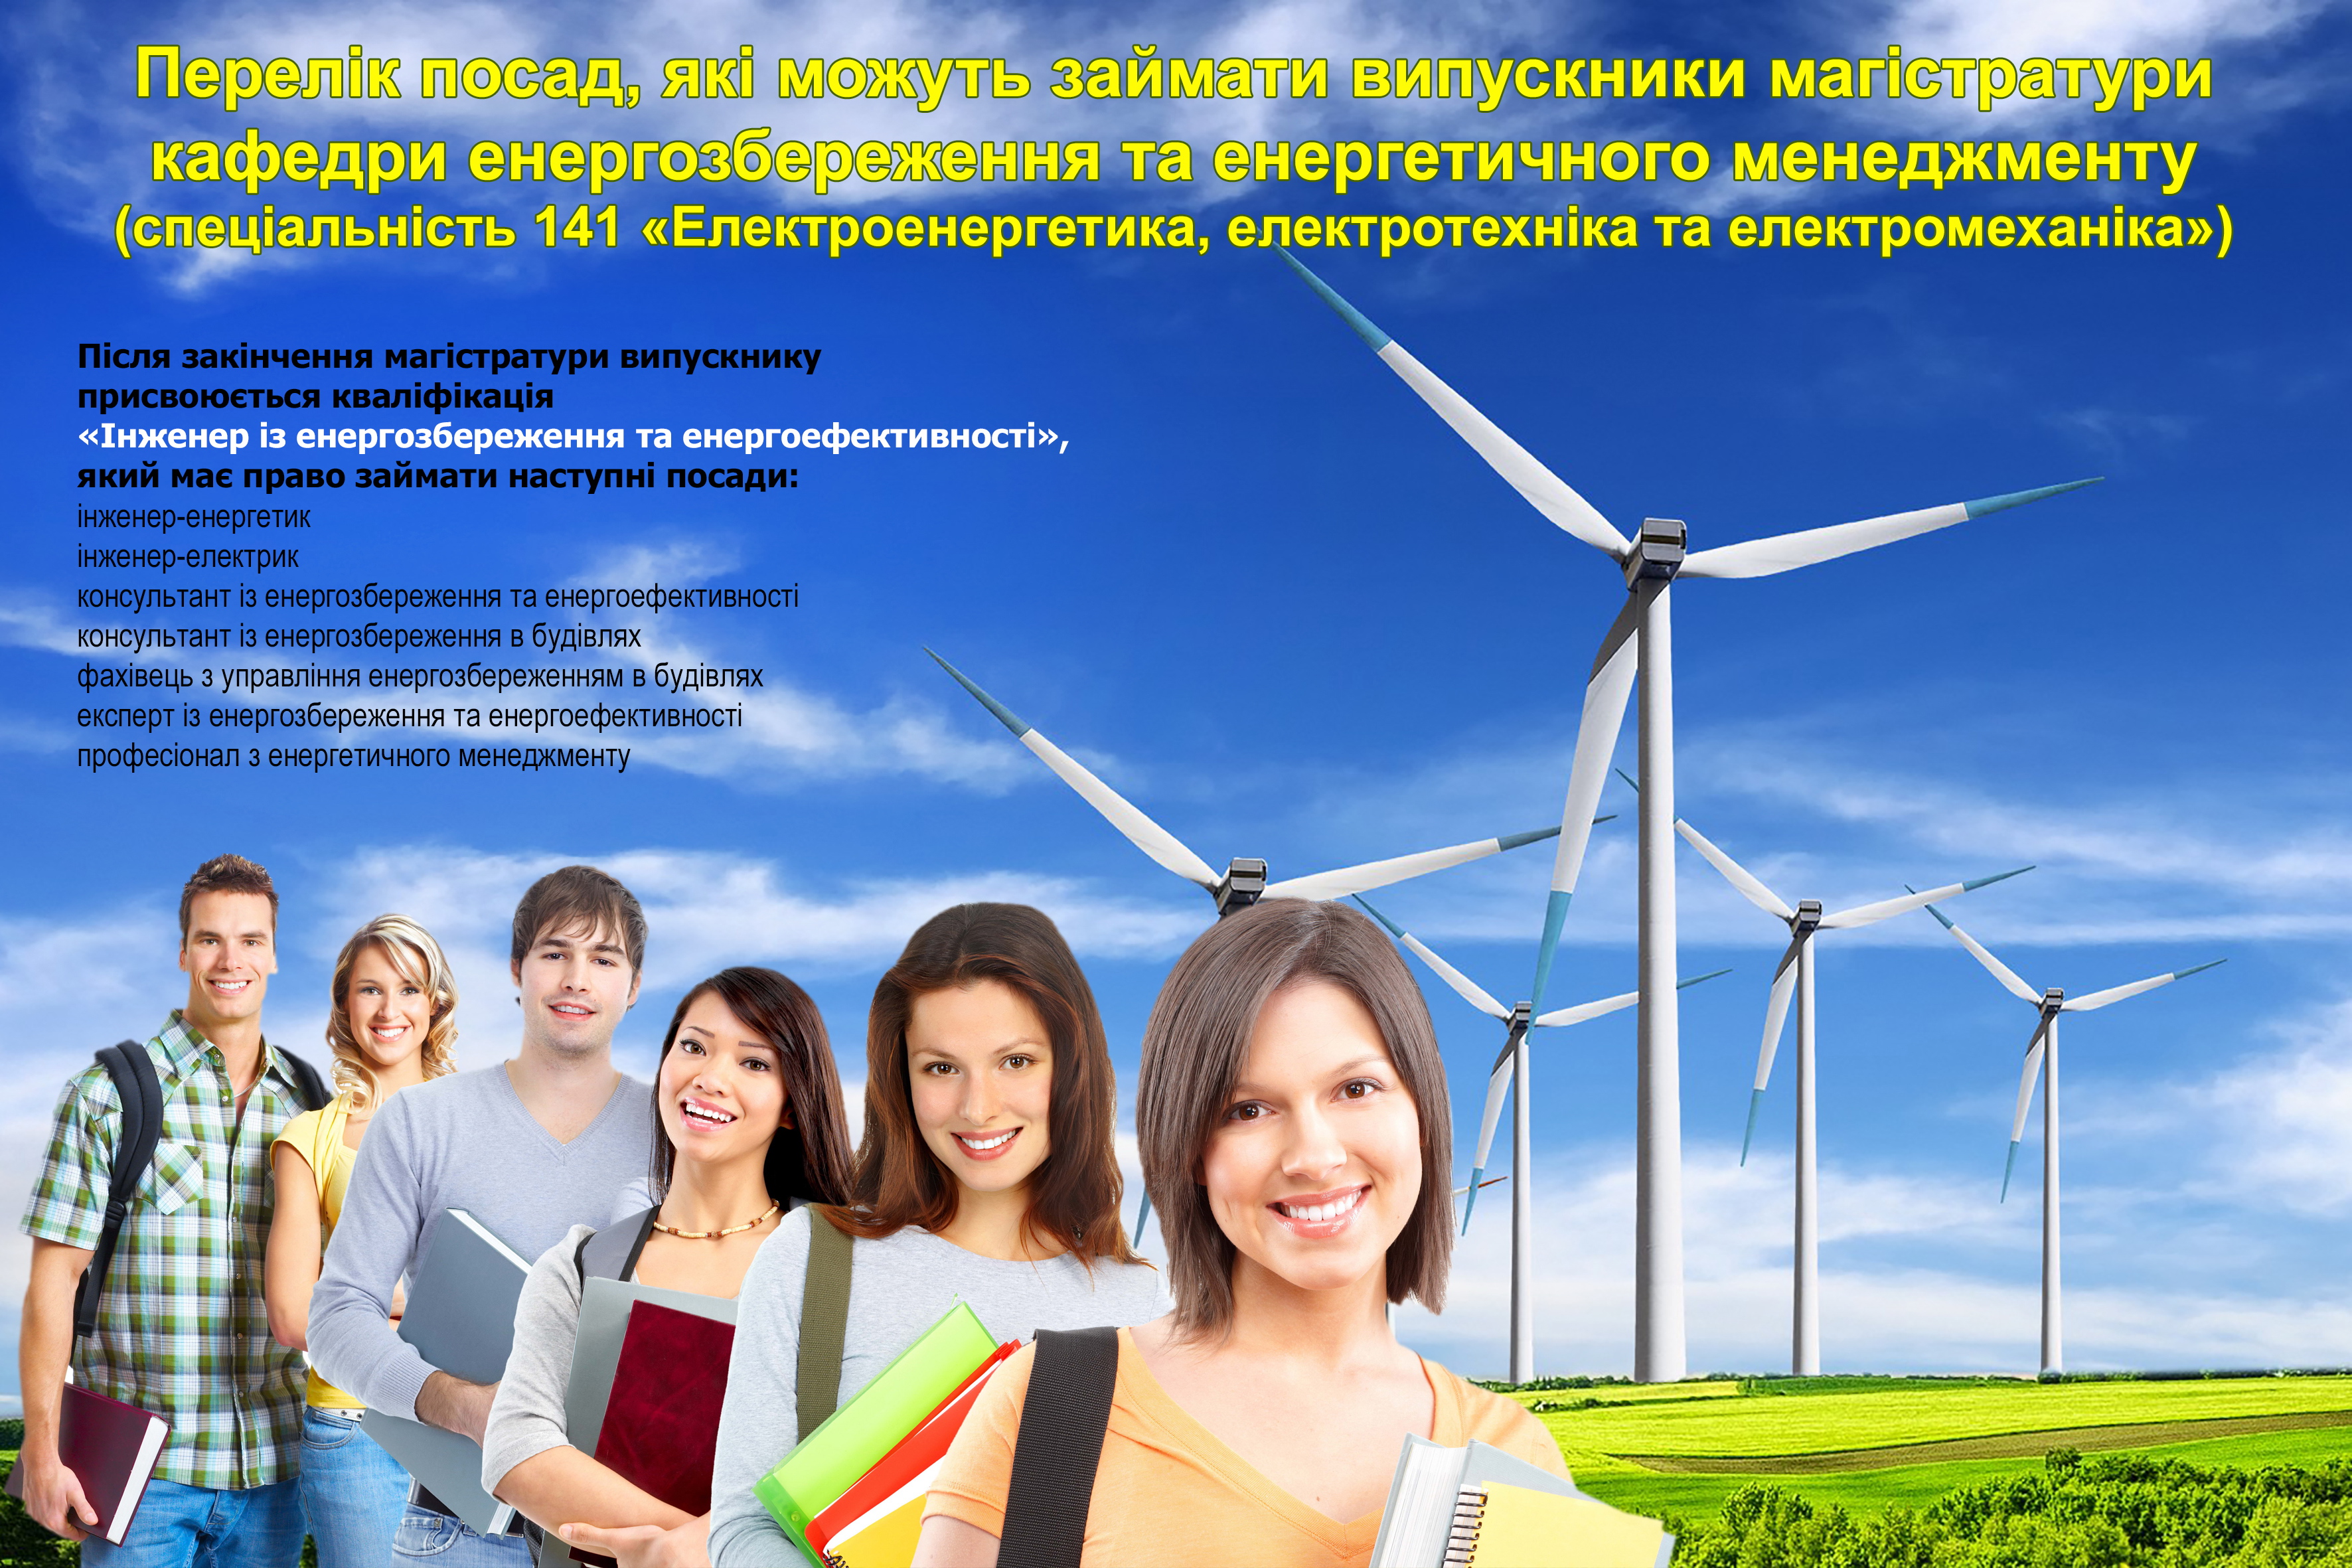 Перелік посад, які можуть займати випускники магістратури
кафедри енергозбереження та енергетичного менеджменту
(спеціальність 141 «Електроенергетика, електротехніка та електромеханіка»)
Після закінчення магістратури випускнику
присвоюється кваліфікація
«Інженер із енергозбереження та енергоефективності»,
який має право займати наступні посади:
інженер-енергетик
інженер-електрик
консультант із енергозбереження та енергоефективності
консультант із енергозбереження в будівлях
фахівець з управління енергозбереженням в будівлях
експерт із енергозбереження та енергоефективності
професіонал з енергетичного менеджменту